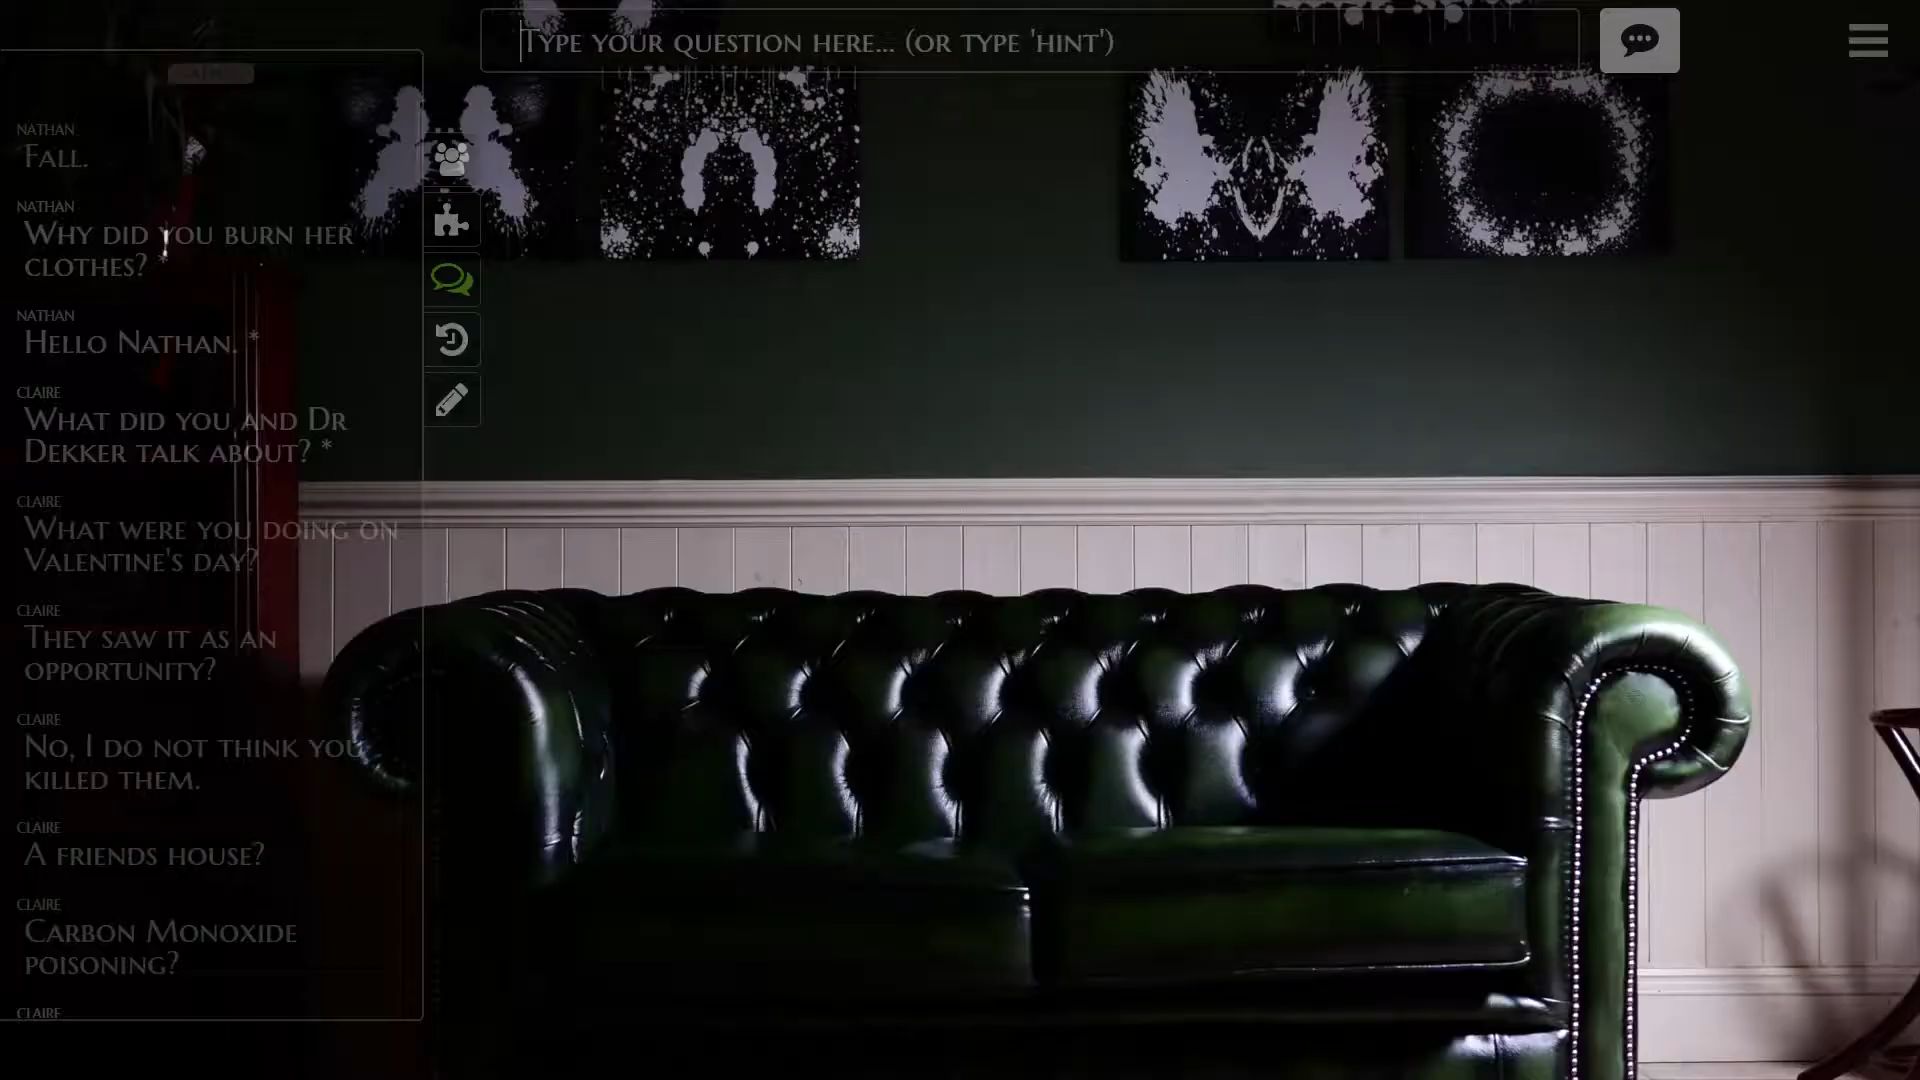 Type your question here... (or type 'hint')
NATHAN
Fall.
NATHAN
Why did you burn her
clothes? *
NATHAN
Hello Nathan. *
CLAIRE
What did you and Dr
Dekker talk about? *
CLAIRE
What were you doing on
Valentine's day?
CLAIRE
They saw it as an
opportunity?
CLAIRE
No, I do not think you
killed them.
CLAIRE
A friends house?
CLAIRE
Carbon Monoxide
poisoning?
CLAIRE